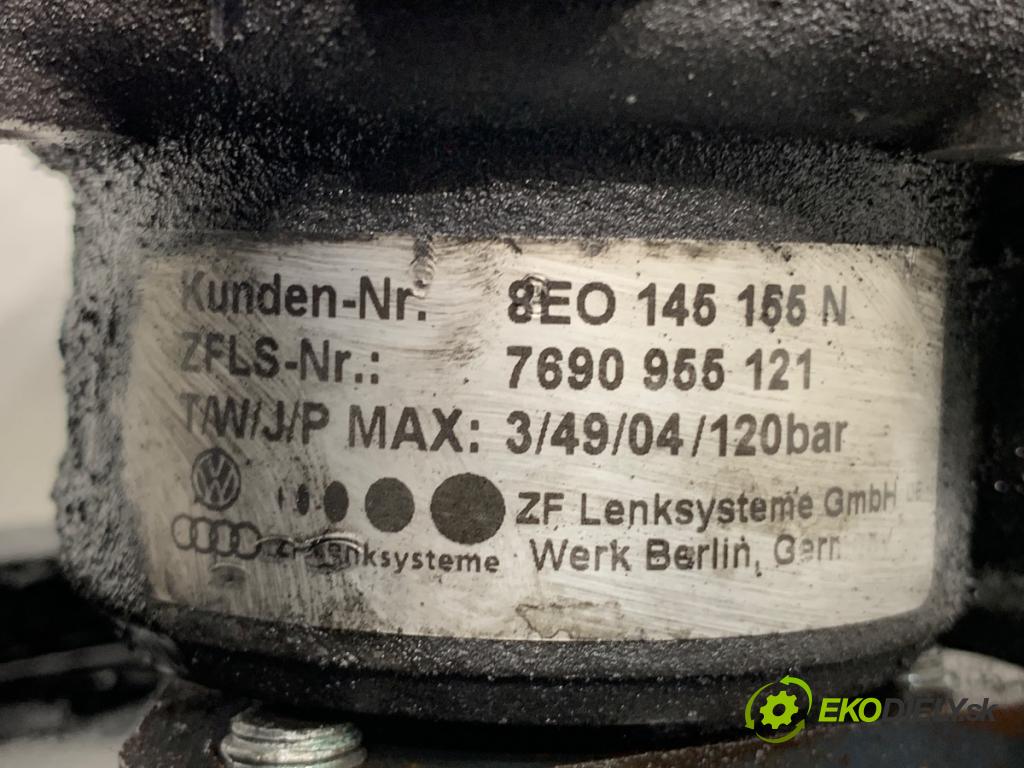 Kunden-Nr. 8E0 145 155 N
ZFLS-Nr.: 7690 955 121
T/W/J/P MAX: 3/49/04/120bar
ZF Lenksysteme GmbH
ZF Lenksysteme
Werk Berlin,
EKODIELY.sk